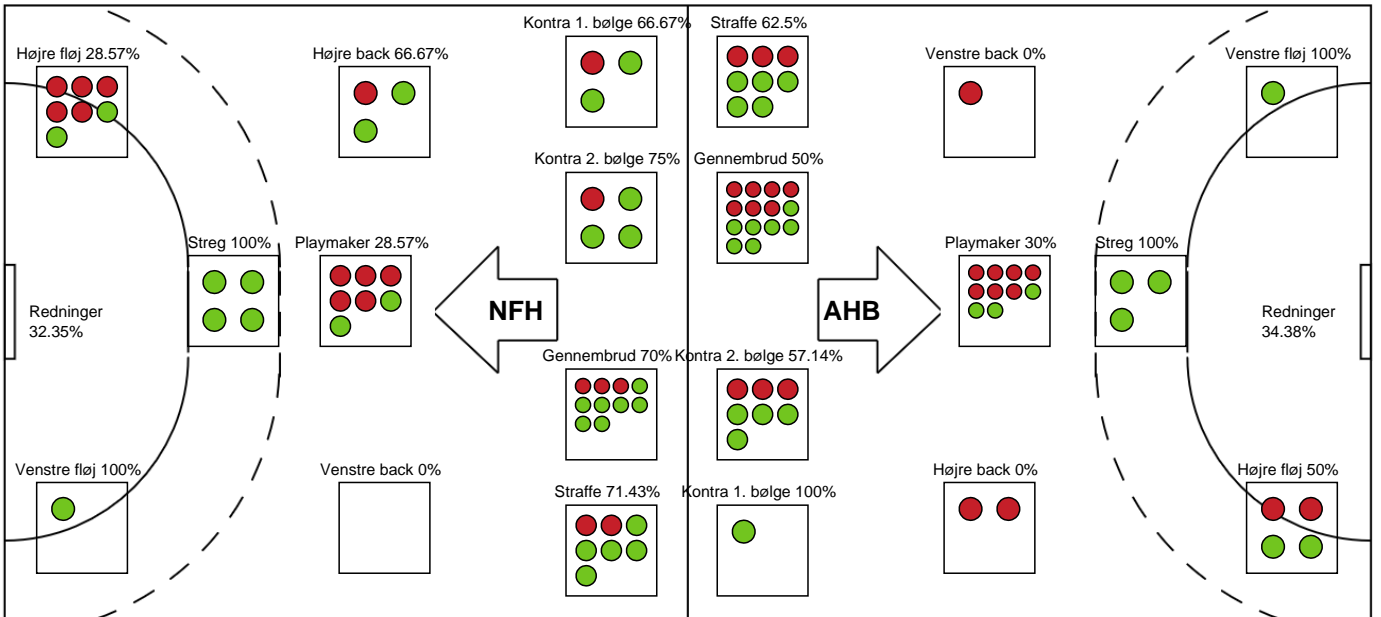 Kontra 1. bølge 66.67%
Straffe 62.5%
Højre fløj 28.57%
Højre back 66.67%
Venstre back 0%
Venstre fløj 100%
Kontra 2. bølge 75%
Gennembrud 50%
Streg 100%
Playmaker 28.57%
Playmaker 30%
Streg 100%
Redninger
32.35%
NFH
AHB
Redninger
34.38%
Gennembrud 70%
Kontra 2. bølge 57.14%
Venstre fløj 100%
Venstre back 0%
Højre back 0%
Højre fløj 50%
Straffe 71.43%
Kontra 1. bølge 100%